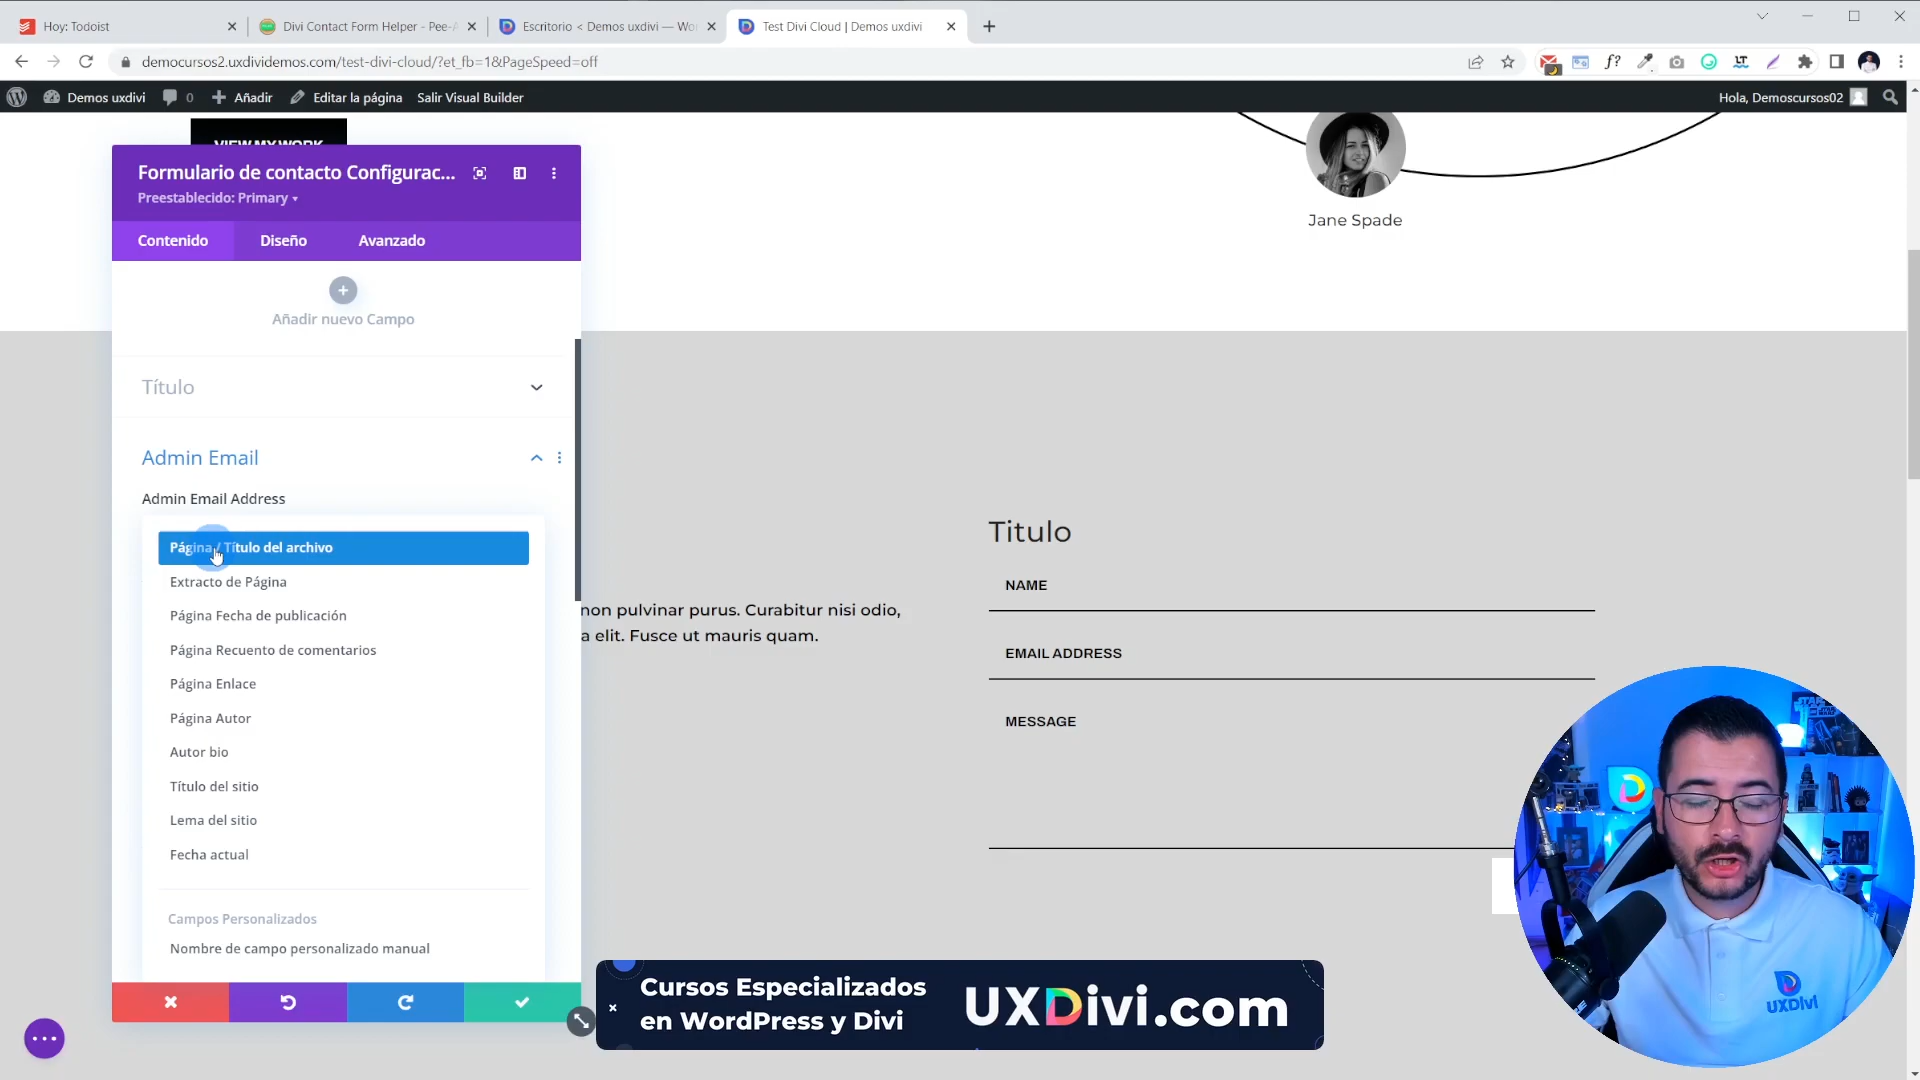 Hoy: Todoist
Divi Contact Form Helper - Pee-A
Escritorio < Demos uxdivi — Wor
Test Divi Cloud | Demos uxdivi
democursos2.uxdividemos.com/test-divi-cloud/?et_fb=1&PageSpeed=off
Demos uxdivi
0
Añadir
Editar la página
Salir Visual Builder
Hola, Demoscursos02
VIEW MY WORK
Formulario de contacto Configurac...
Preestablecido: Primary
Contenido
Diseño
Avanzado
Añadir nuevo Campo
Título
Admin Email
Admin Email Address
Página / Título del archivo
Extracto de Página
Página Fecha de publicación
Página Recuento de comentarios
Página Enlace
Página Autor
Autor bio
Título del sitio
Lema del sitio
Fecha actual
Campos Personalizados
Nombre de campo personalizado manual
Jane Spade
non pulvinar purus. Curabitur nisi odio,
a elit. Fusce ut mauris quam.
Titulo
NAME
EMAIL ADDRESS
MESSAGE
Cursos Especializados
en WordPress y Divi
UXDivi.com
UXDivi